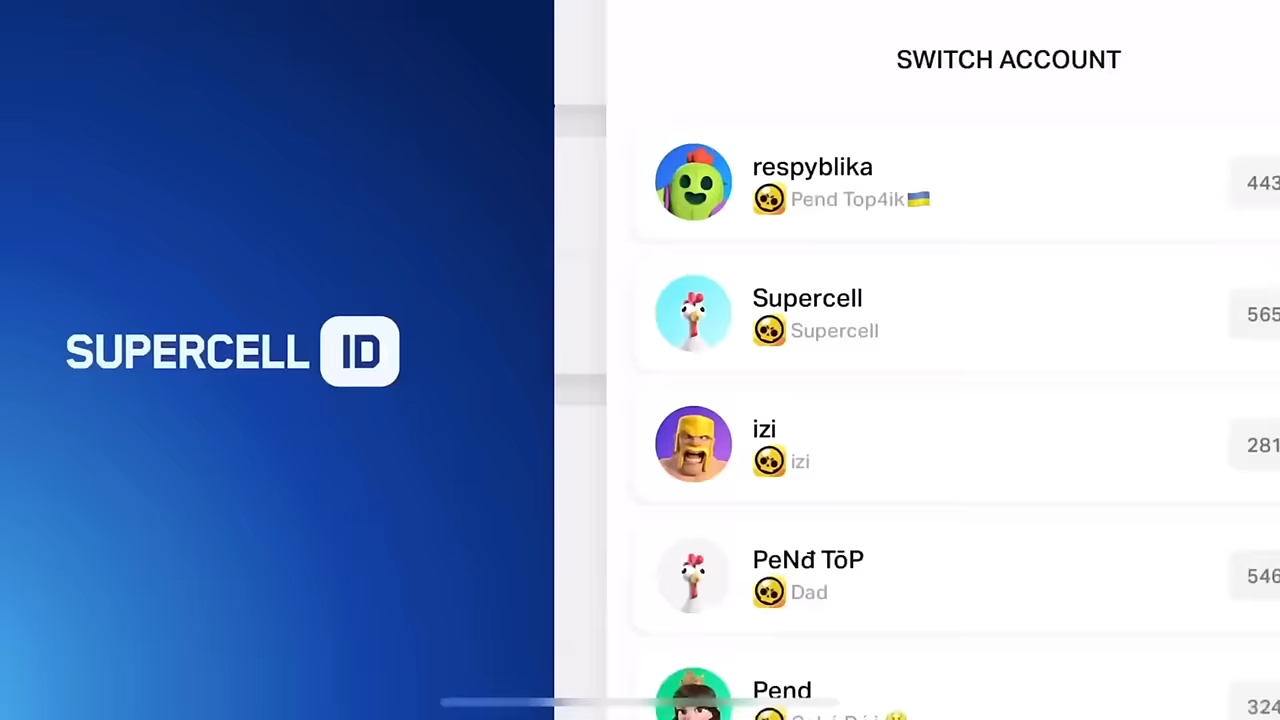 SUPERCELL ID
SWITCH ACCOUNT
respyblika
Pend Top4ik🇺🇦
443
Supercell
Supercell
565
izi
izi
281
PeNđ TōP
Dad
546
Pend
324